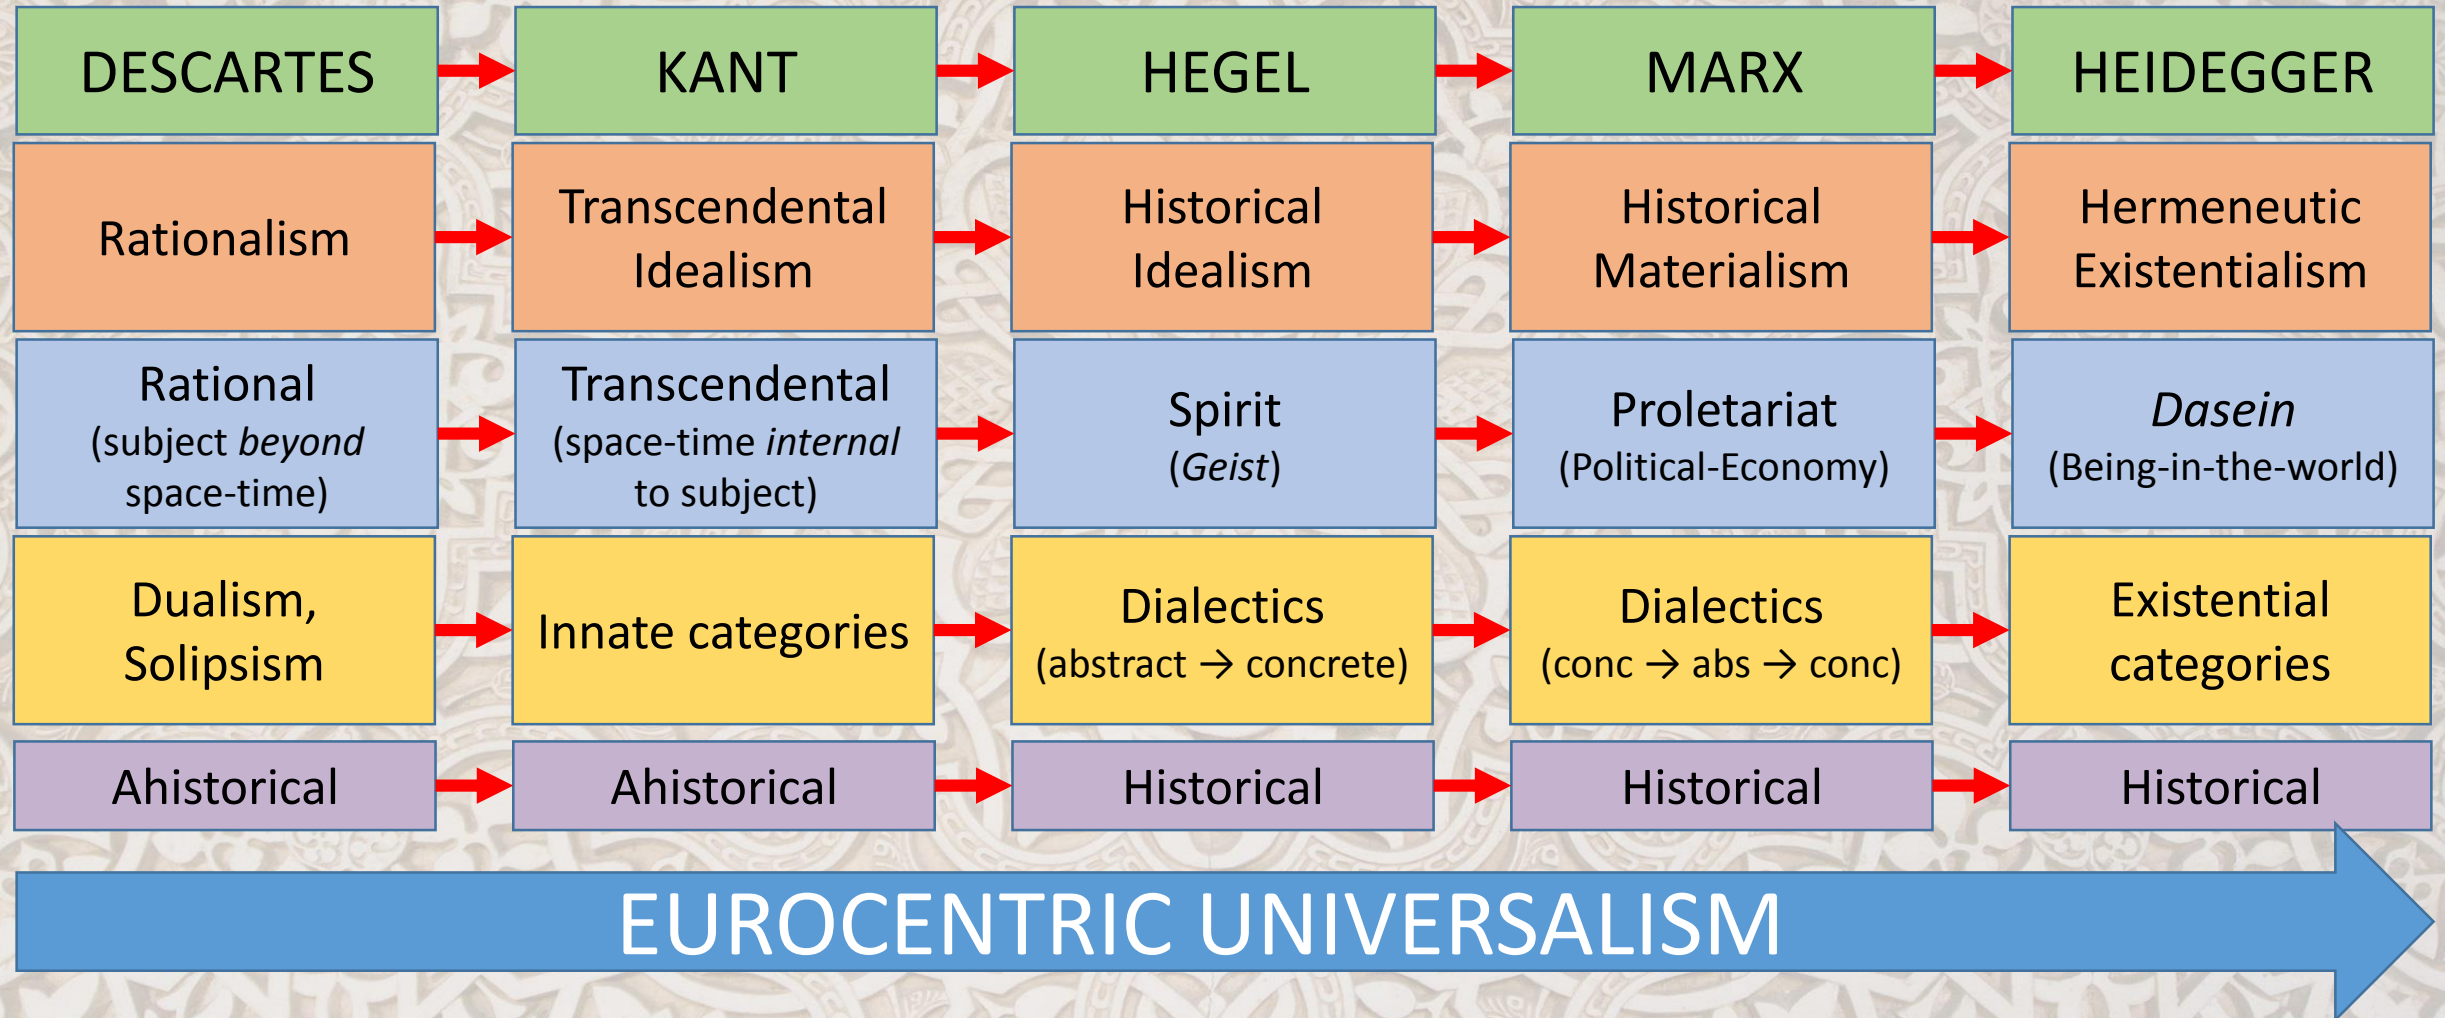 DESCARTES
KANT
HEGEL
MARX
HEIDEGGER
Rationalism
Transcendental
Idealism
Historical
Idealism
Historical
Materialism
Hermeneutic
Existentialism
Rational
(subject beyond
space-time)
Transcendental
(space-time internal
to subject)
Spirit
(Geist)
Proletariat
(Political-Economy)
Dasein
(Being-in-the-world)
Dualism,
Solipsism
Innate categories
Dialectics
(abstract → concrete)
Dialectics
(conc → abs → conc)
Existential
categories
Ahistorical
Ahistorical
Historical
Historical
Historical
EUROCENTRIC UNIVERSALISM